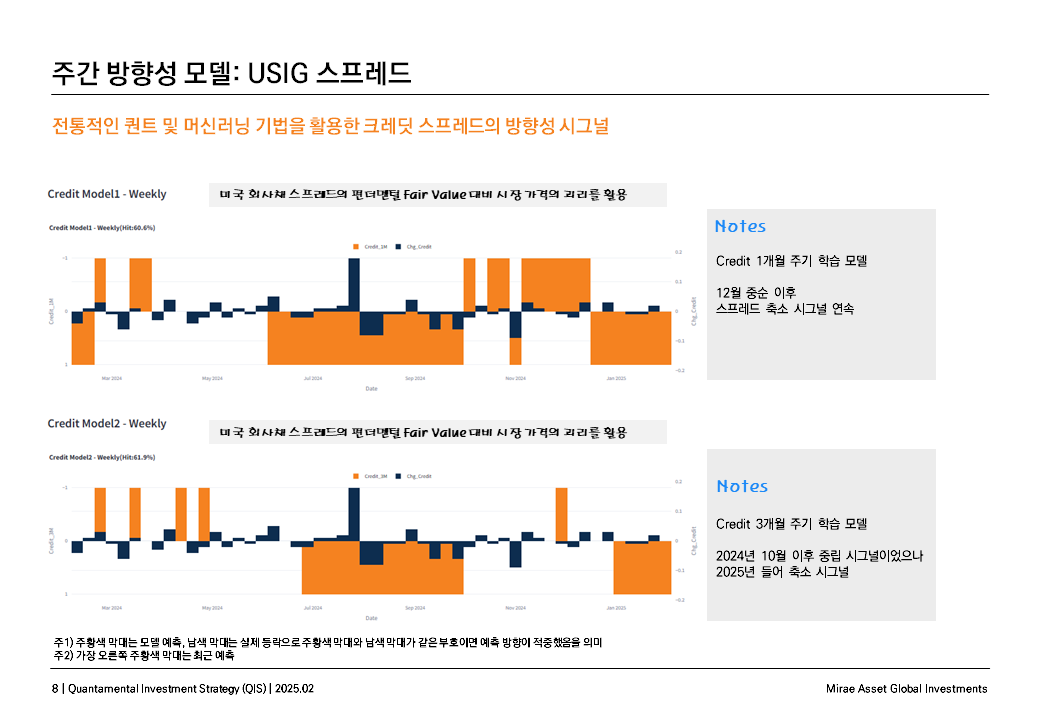 주간 방향성 모델: USIG 스프레드
전통적인 퀀트 및 머신러닝 기법을 활용한 크레딧 스프레드의 방향성 시그널
Credit Model1 - Weekly
미국 회사채 스프레드의 펀더멘털 Fair Value 대비 시장 가격의 괴리를 활용
Credit Model1 - Weekly(Hit:60.6%)
Credit_1M Chg_Credit
-1
0
1
Credit_1M
0.2
0.1
0
-0.1
-0.2
Chg_Credit
Mar 2024 May 2024 Jul 2024 Sep 2024 Nov 2024 Jan 2025
Date
Notes
Credit 1개월 주기 학습 모델
12월 중순 이후
스프레드 축소 시그널 연속
Credit Model2 - Weekly
미국 회사채 스프레드의 펀더멘털 Fair Value 대비 시장 가격의 괴리를 활용
Credit Model2 - Weekly(Hit:61.9%)
Credit_3M Chg_Credit
-1
0
1
Credit_3M
0.2
0.1
0
-0.1
-0.2
Chg_Credit
Mar 2024 May 2024 Jul 2024 Sep 2024 Nov 2024 Jan 2025
Date
Notes
Credit 3개월 주기 학습 모델
2024년 10월 이후 중립 시그널이었으나
2025년 들어 축소 시그널
주1) 주황색 막대는 모델 예측, 남색 막대는 실제 등락으로 주황색 막대와 남색 막대가 같은 부호이면 예측 방향이 적중했음을 의미
주2) 가장 오른쪽 주황색 막대는 최근 예측
8 | Quantamental Investment Strategy (QIS) | 2025.02
Mirae Asset Global Investments